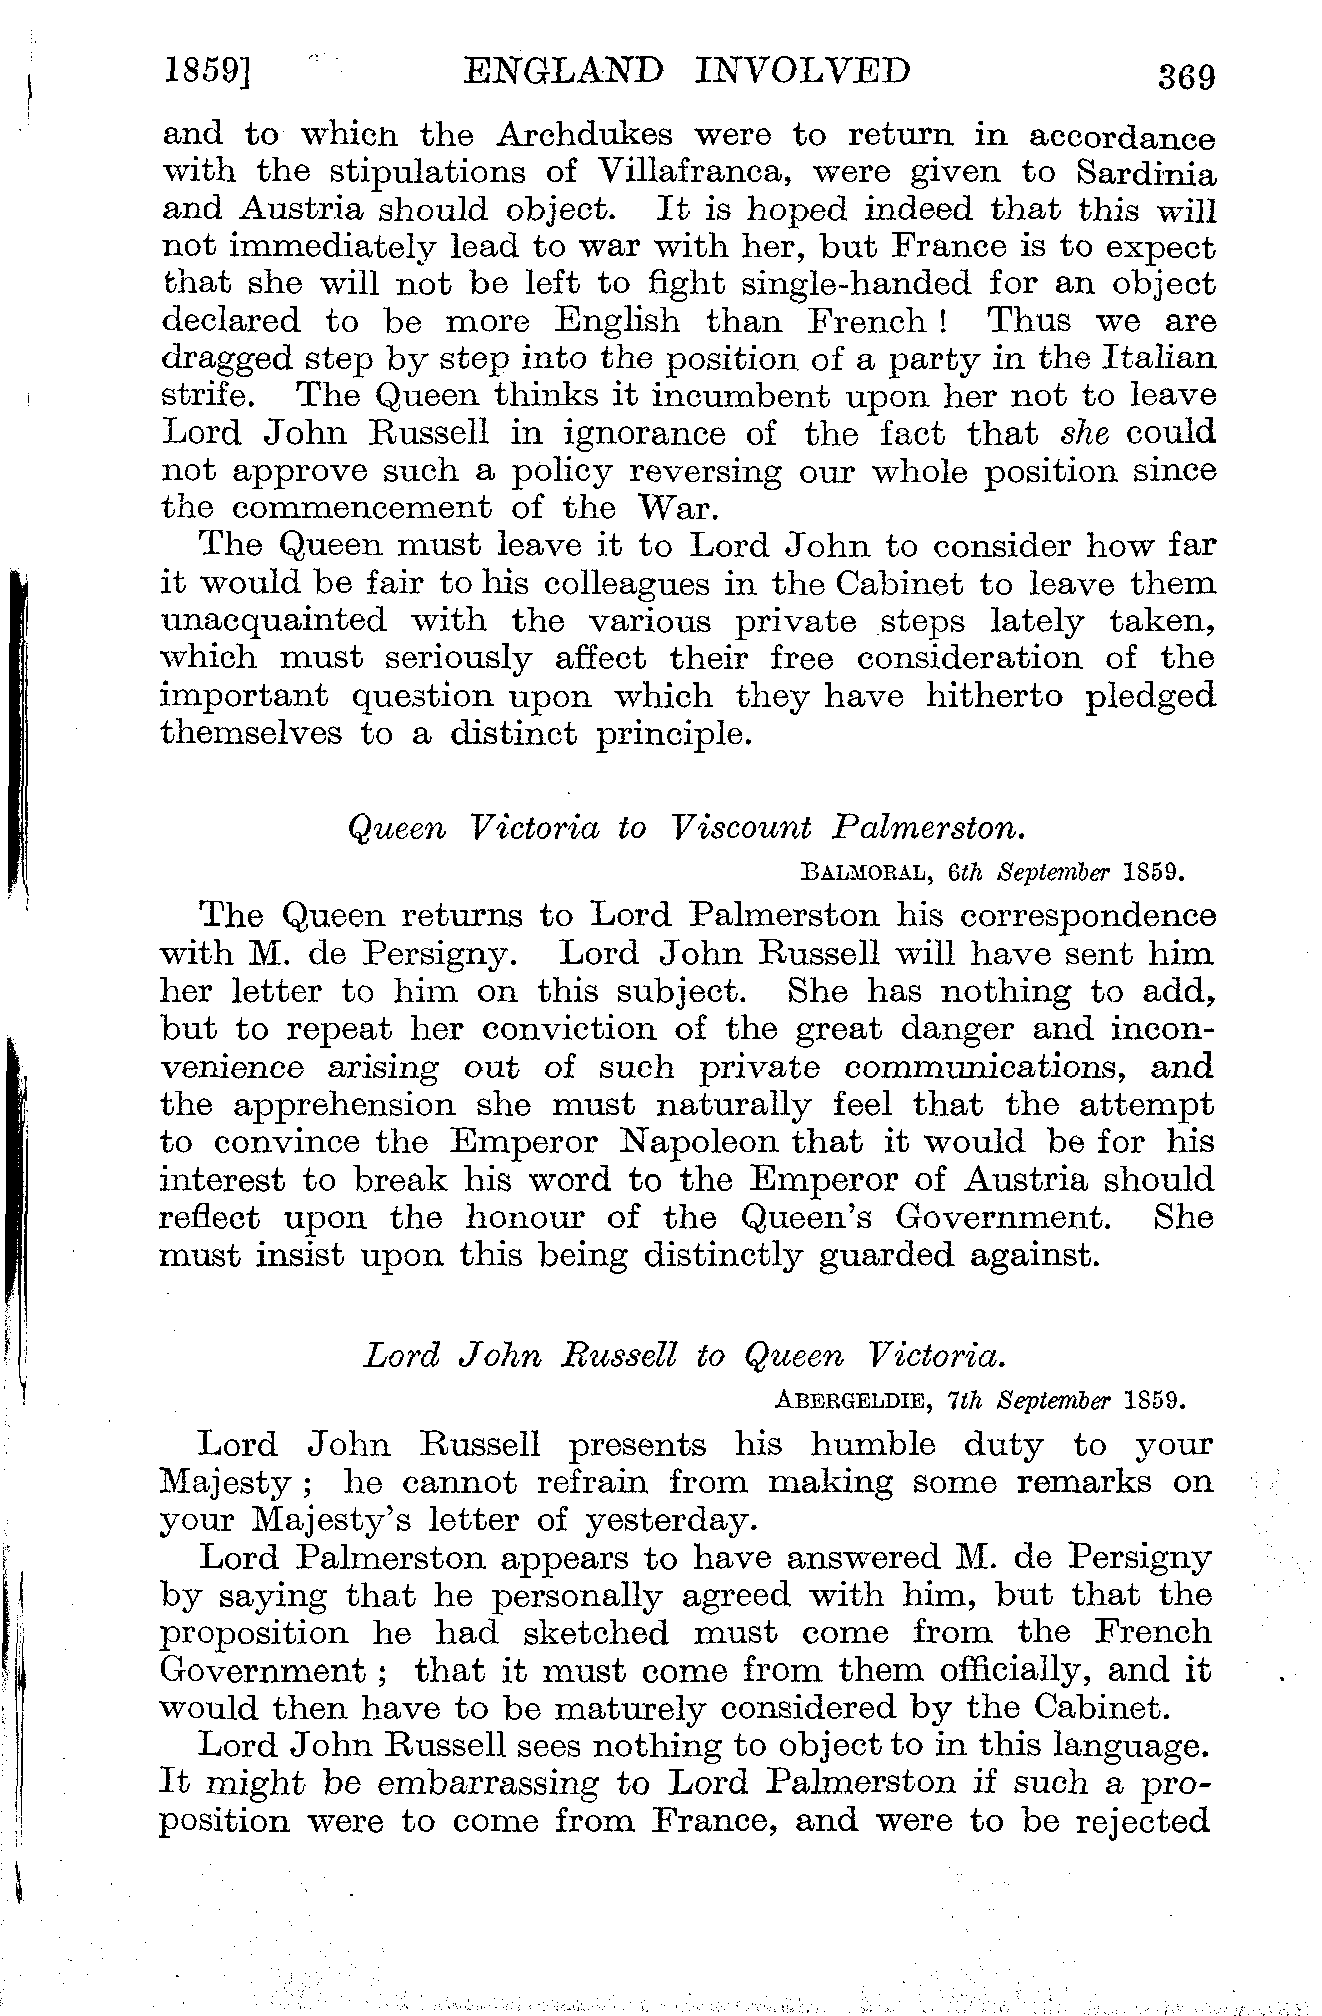 1859] ENGLAND INVOLVED 369
and to which the Archdukes were to return in accordance
with the stipulations of Villafranca, were given to Sardinia
and Austria should object. It is hoped indeed that this will
not immediately lead to war with her, but France is to expect
that she will not be left to fight single-handed for an object
declared to be more English than French ! Thus we are
dragged step by step into the position of a party in the Italian
strife. The Queen thinks it incumbent upon her not to leave
Lord John Russell in ignorance of the fact that she could
not approve such a policy reversing our whole position since
the commencement of the War.
The Queen must leave it to Lord John to consider how far
it would be fair to his colleagues in the Cabinet to leave them
unacquainted with the various private steps lately taken,
which must seriously affect their free consideration of the
important question upon which they have hitherto pledged
themselves to a distinct principle.
Queen Victoria to Viscount Palmerston.
BALMORAL, 6th September 1859.
The Queen returns to Lord Palmerston his correspondence
with M. de Persigny. Lord John Russell will have sent him
her letter to him on this subject. She has nothing to add,
but to repeat her conviction of the great danger and incon-
venience arising out of such private communications, and
the apprehension she must naturally feel that the attempt
to convince the Emperor Napoleon that it would be for his
interest to break his word to the Emperor of Austria should
reflect upon the honour of the Queen's Government. She
must insist upon this being distinctly guarded against.
Lord John Russell to Queen Victoria.
ABERGELDIE, 7th September 1859.
Lord John Russell presents his humble duty to your
Majesty ; he cannot refrain from making some remarks on
your Majesty's letter of yesterday.
Lord Palmerston appears to have answered M. de Persigny
by saying that he personally agreed with him, but that the
proposition he had sketched must come from the French
Government ; that it must come from them officially, and it
would then have to be maturely considered by the Cabinet.
Lord John Russell sees nothing to object to in this language.
It might be embarrassing to Lord Palmerston if such a pro-
position were to come from France, and were to be rejected